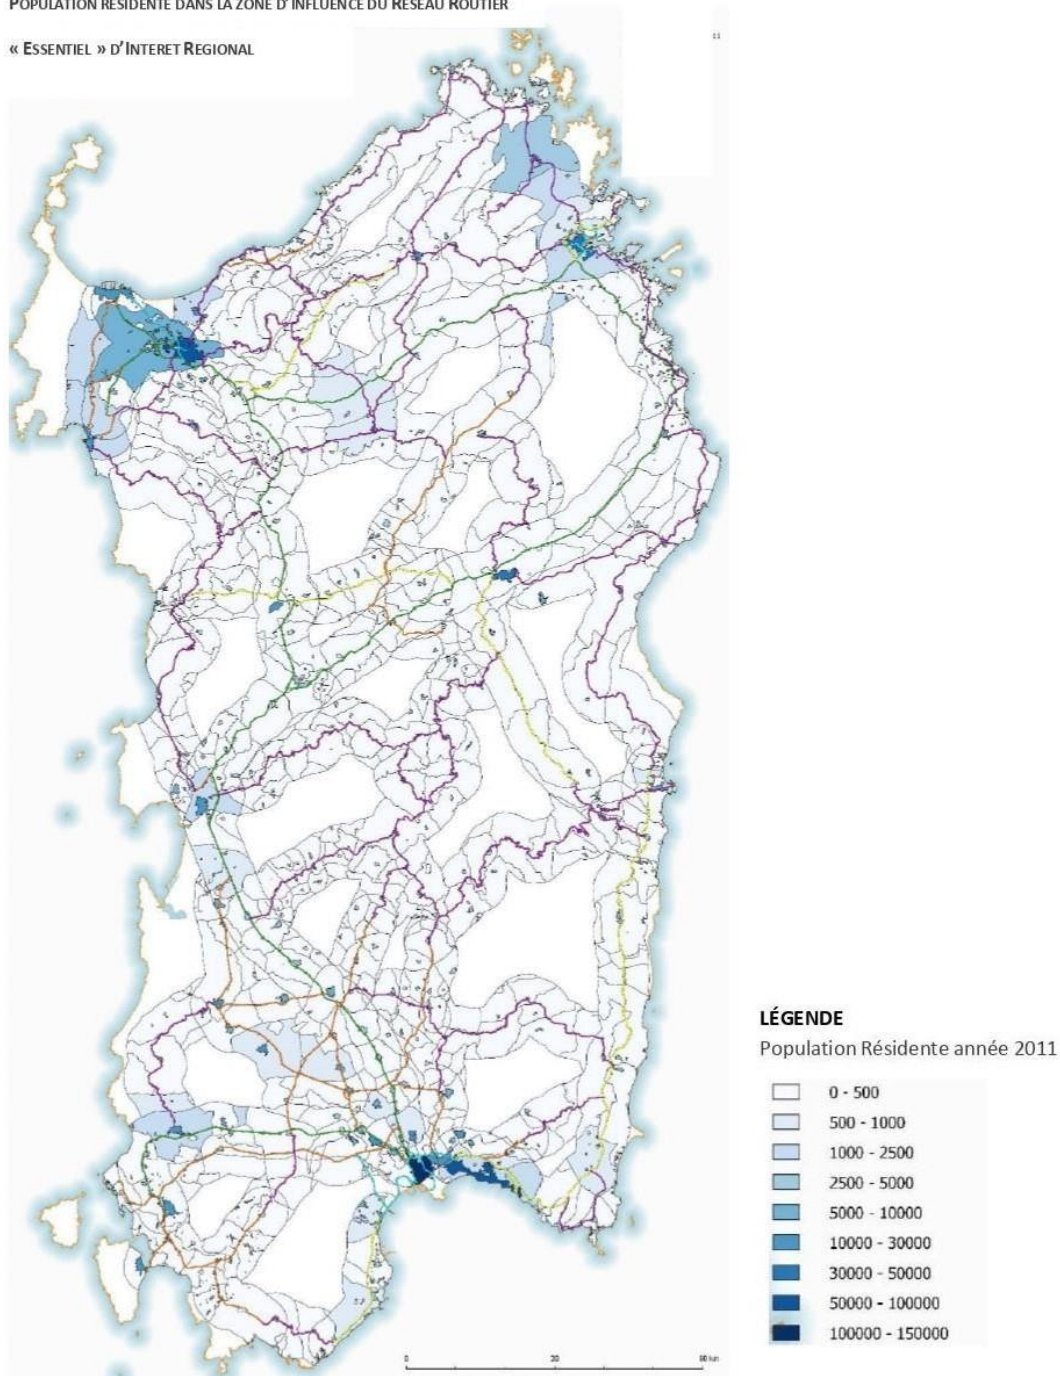 POPULATION RESIDENTE DANS LA ZONE D'INFLUENCE DU RESEAU ROUTIER
« ESSENTIEL » D'INTERET REGIONAL
LÉGENDE
Population Résidente année 2011
0 - 500
500 - 1000
1000 - 2500
2500 - 5000
5000 - 10000
10000 - 30000
30000 - 50000
50000 - 100000
100000 - 150000
0